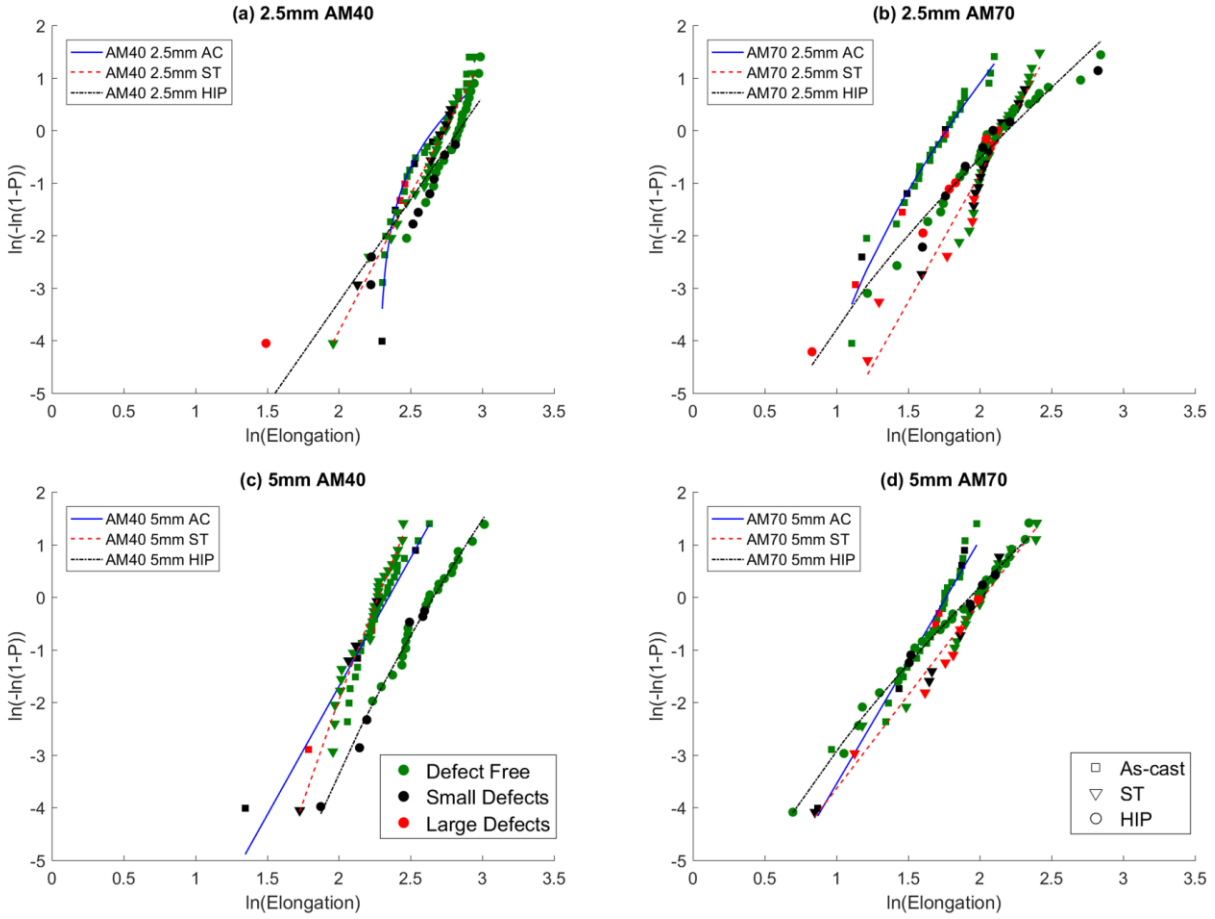 (a) 2.5mm AM40
2
1
0
-1
-2
-3
-4
-5
ln(-ln(1-P))
AM40 2.5mm AC
AM40 2.5mm ST
AM40 2.5mm HIP
0 0.5 1 1.5 2 2.5 3 3.5
ln(Elongation)
(b) 2.5mm AM70
2
1
0
-1
-2
-3
-4
-5
ln(-ln(1-P))
AM70 2.5mm AC
AM70 2.5mm ST
AM70 2.5mm HIP
0 0.5 1 1.5 2 2.5 3 3.5
ln(Elongation)
(c) 5mm AM40
2
1
0
-1
-2
-3
-4
-5
ln(-ln(1-P))
AM40 5mm AC
AM40 5mm ST
AM40 5mm HIP
Defect Free
Small Defects
Large Defects
0 0.5 1 1.5 2 2.5 3 3.5
ln(Elongation)
(d) 5mm AM70
2
1
0
-1
-2
-3
-4
-5
ln(-ln(1-P))
AM70 5mm AC
AM70 5mm ST
AM70 5mm HIP
As-cast
ST
HIP
0 0.5 1 1.5 2 2.5 3 3.5
ln(Elongation)